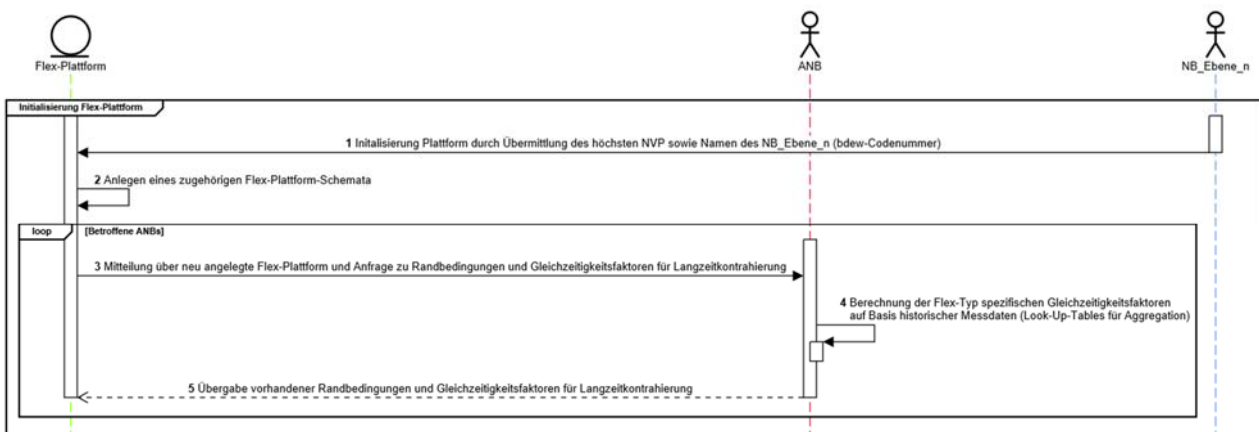 Flex-Plattform
ANB
NB_Ebene_n
Initialisierung Flex-Plattform
1 Initalisierung Plattform durch Übermittlung des höchsten NVP sowie Namen des NB_Ebene_n (bdew-Codenummer)
2 Anlegen eines zugehörigen Flex-Plattform-Schemata
loop
[Betroffene ANBs]
3 Mitteilung über neu angelegte Flex-Plattform und Anfrage zu Randbedingungen und Gleichzeitigkeitsfaktoren für Langzeitkontrahierung
4 Berechnung der Flex-Typ spezifischen Gleichzeitigkeitsfaktoren
auf Basis historischer Messdaten (Look-Up-Tables für Aggregation)
5 Übergabe vorhandener Randbedingungen und Gleichzeitigkeitsfaktoren für Langzeitkontrahierung